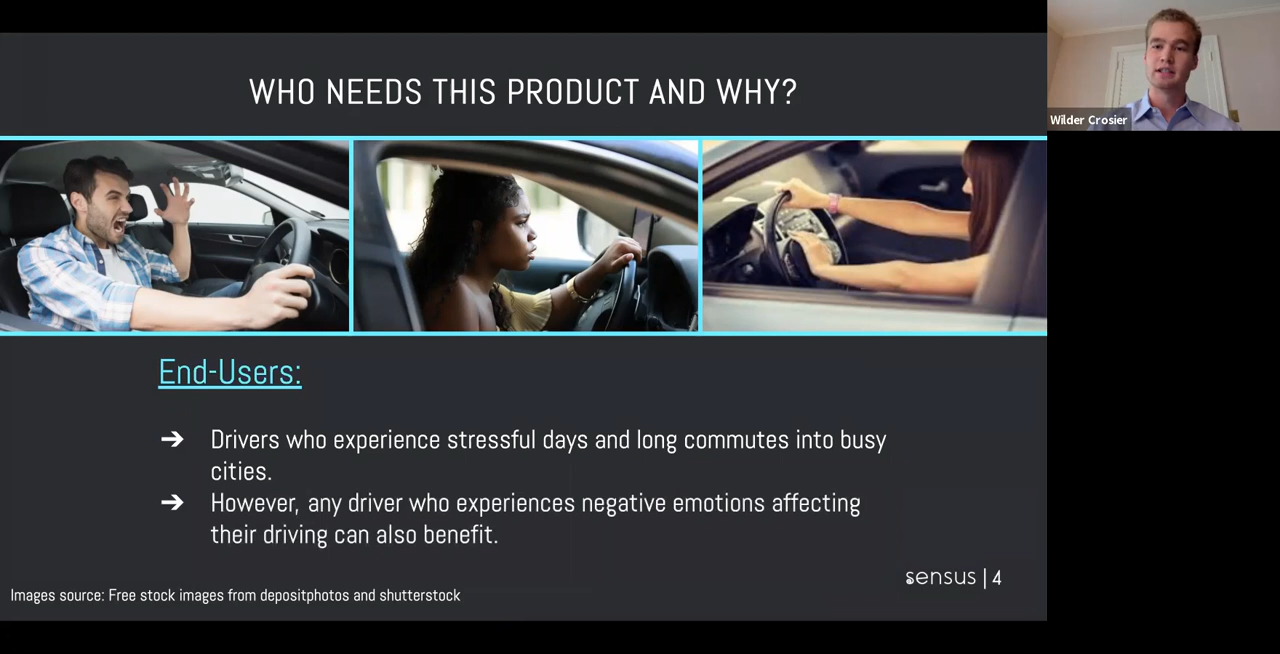 WHO NEEDS THIS PRODUCT AND WHY?
Wilder Crosier
End-Users:
➔ Drivers who experience stressful days and long commutes into busy
cities.
➔ However, any driver who experiences negative emotions affecting
their driving can also benefit.
sensus | 4
Images source: Free stock images from depositphotos and shutterstock